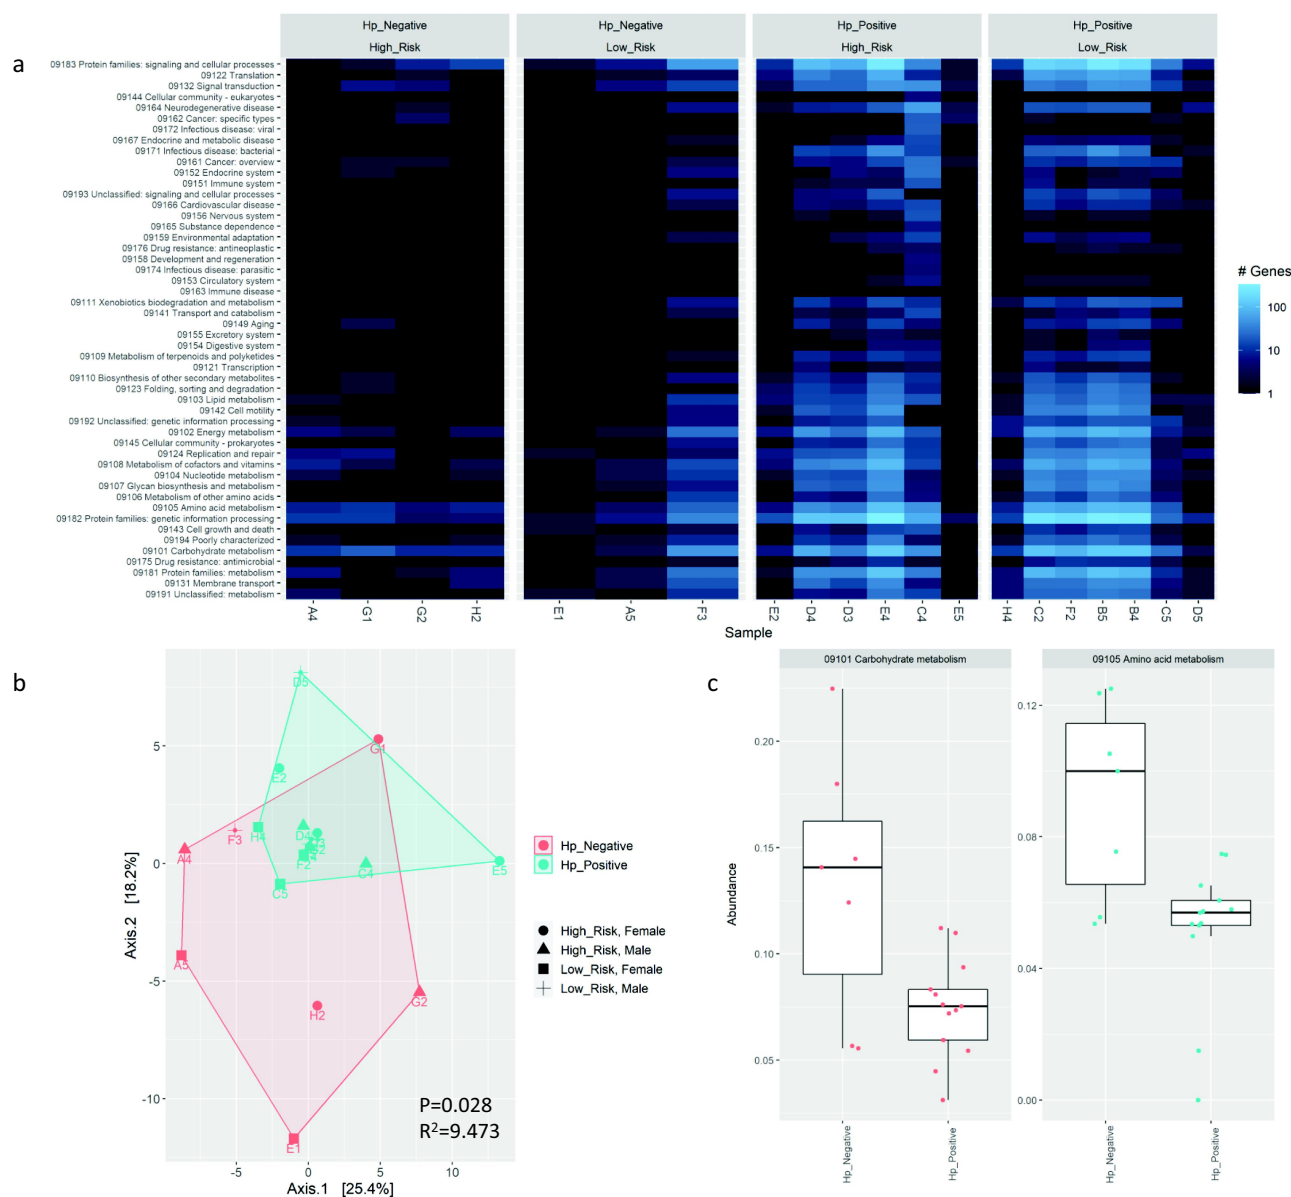 a
Hp_Negative
Hp_Negative
Hp_Positive
Hp_Positive
High_Risk
Low_Risk
High_Risk
Low_Risk
09183 Protein families: signaling and cellular processes
09122 Translation
09132 Signal transduction
09144 Cellular community - eukaryotes
09164 Neurodegenerative disease
09162 Cancer: specific types
09172 Infectious disease: viral
09167 Endocrine and metabolic disease
09171 Infectious disease: bacterial
09161 Cancer: overview
09152 Endocrine system
09151 Immune system
09193 Unclassified: signaling and cellular processes
09166 Cardiovascular disease
09156 Nervous system
09165 Substance dependence
09159 Environmental adaptation
09176 Drug resistance: antineoplastic
09158 Development and regeneration
09174 Infectious disease: parasitic
09153 Circulatory system
09163 Immune disease
09111 Xenobiotics biodegradation and metabolism
09141 Transport and catabolism
09149 Aging
09155 Excretory system
09154 Digestive system
09109 Metabolism of terpenoids and polyketides
09121 Transcription
09110 Biosynthesis of other secondary metabolites
09123 Folding, sorting and degradation
09103 Lipid metabolism
09142 Cell motility
09192 Unclassified: genetic information processing
09102 Energy metabolism
09145 Cellular community - prokaryotes
09124 Replication and repair
09108 Metabolism of cofactors and vitamins
09104 Nucleotide metabolism
09107 Glycan biosynthesis and metabolism
09106 Metabolism of other amino acids
09105 Amino acid metabolism
09182 Protein families: genetic information processing
09143 Cell growth and death
09194 Poorly characterized
09101 Carbohydrate metabolism
09175 Drug resistance: antimicrobial
09181 Protein families: metabolism
09131 Membrane transport
09191 Unclassified: metabolism
A4 G1 G2 H2 E1 A5 F3 E2 D4 D3 E4 C4 E5 H4 C2 F2 B5 B4 C5 D5
Sample
# Genes
100
10
1
b
Axis.2 [18.2%]
5
0
-5
-10
D5
G1
E2
F3
H4
D4
F2
A4
C4
E5
C5
A5
G2
H2
E1
P=0.028
R²=9.473
-5 0 5 10
Axis.1 [25.4%]
Hp_Negative
Hp_Positive
High_Risk, Female
High_Risk, Male
Low_Risk, Female
Low_Risk, Male
c
09101 Carbohydrate metabolism
09105 Amino acid metabolism
Abundance
0.20
0.15
0.10
0.05
0.12
0.08
0.04
0.00
Hp_Negative
Hp_Positive
Hp_Negative
Hp_Positive